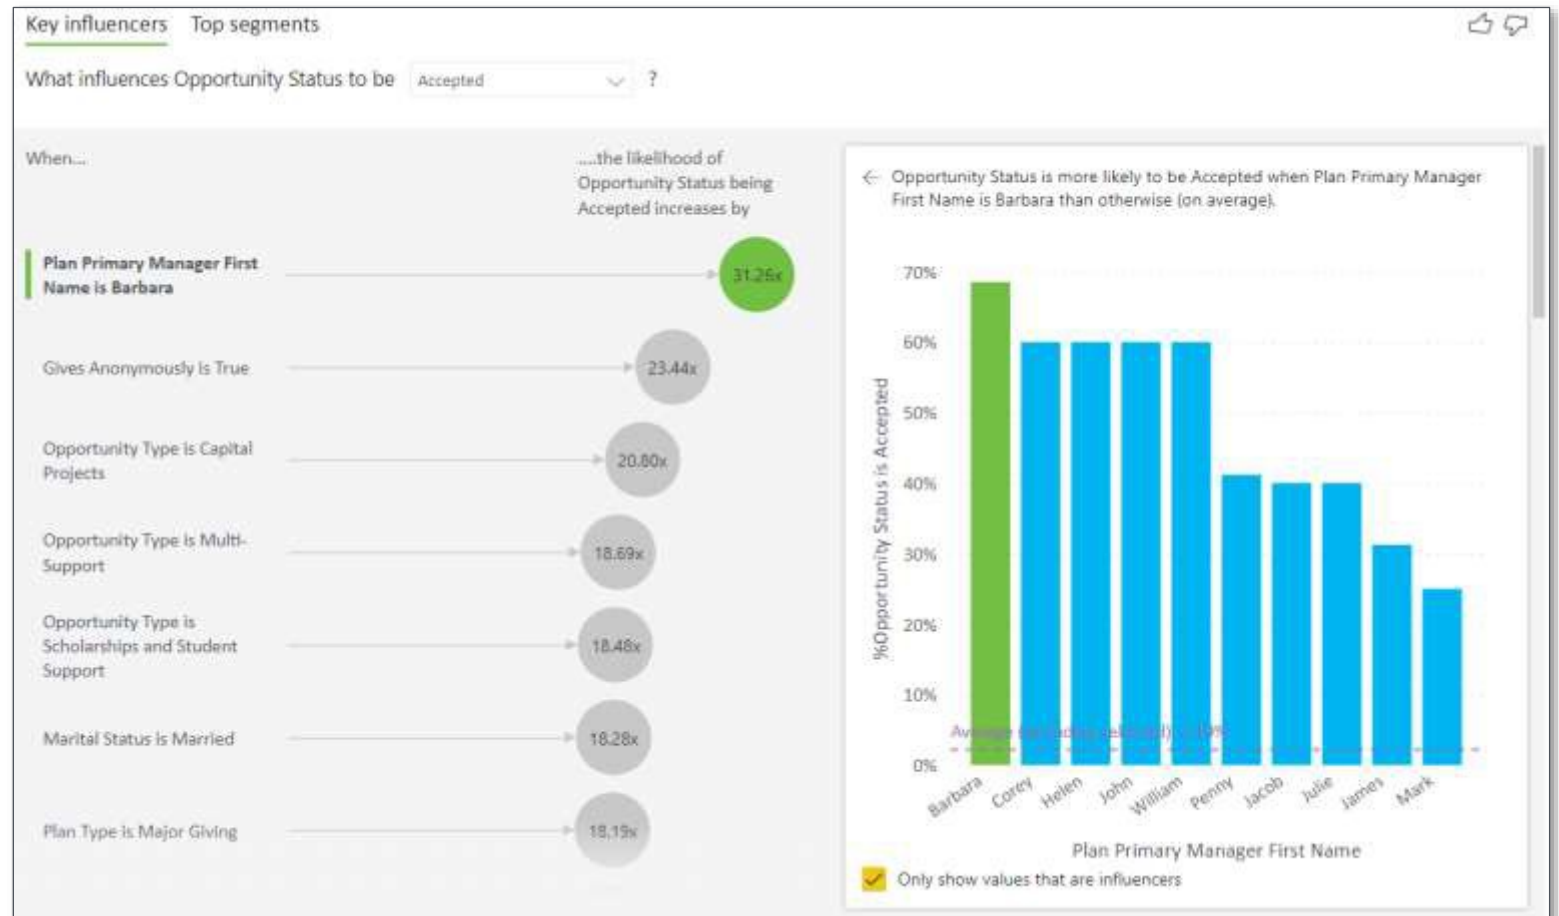 Key influencers Top segments
What influences Opportunity Status to be Accepted ?
When...
....the likelihood of
Opportunity Status being
Accepted increases by
Plan Primary Manager First
Name is Barbara
31.26x
Gives Anonymously is True
23.44x
Opportunity Type is Capital
Projects
20.80x
Opportunity Type is Multi-
Support
18.69x
Opportunity Type is
Scholarships and Student
Support
18.48x
Marital Status is Married
18.28x
Plan Type is Major Giving
18.19x
← Opportunity Status is more likely to be Accepted when Plan Primary Manager
First Name is Barbara than otherwise (on average).
%Opportunity Status is Accepted
70%
60%
50%
40%
30%
20%
10%
0%
Average
Barbara
Corey
Helen
John
William
Penny
Jacob
Julie
James
Mark
Plan Primary Manager First Name
Only show values that are influencers